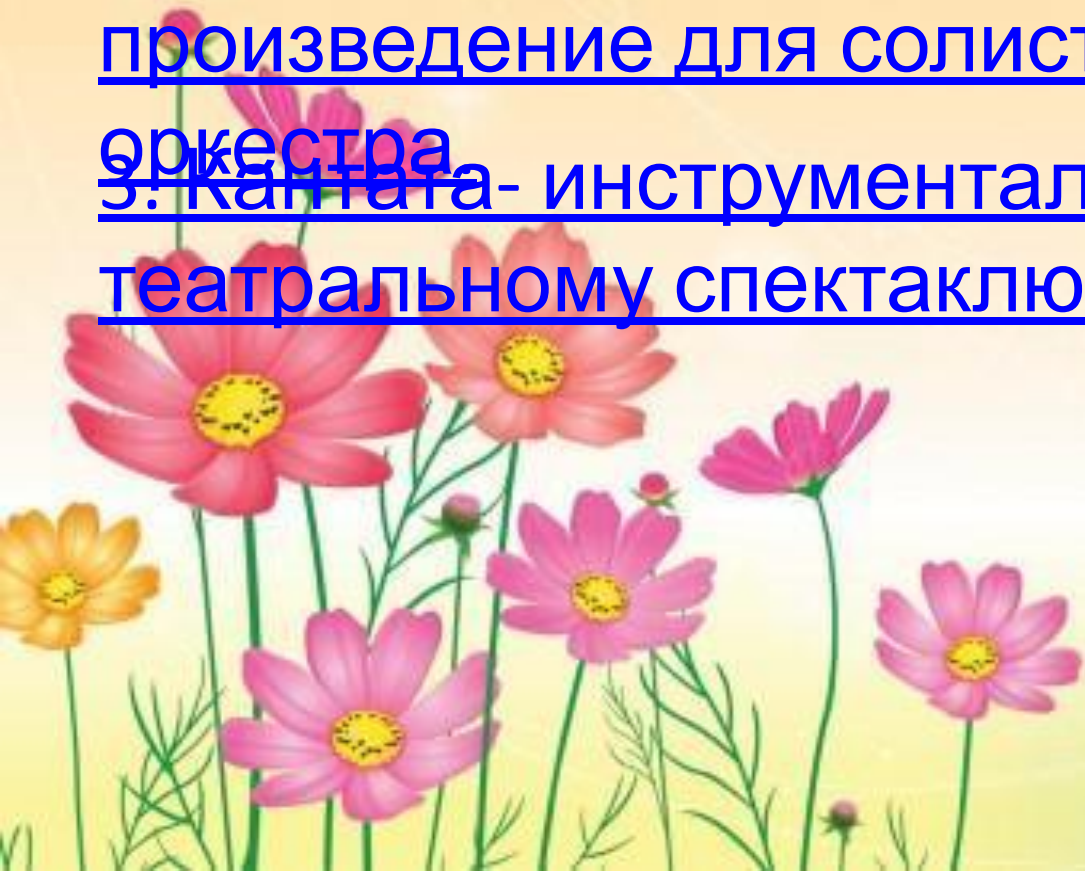 произведение для солист
оркестра.
3. Кантата- инструментал
театральному спектаклю